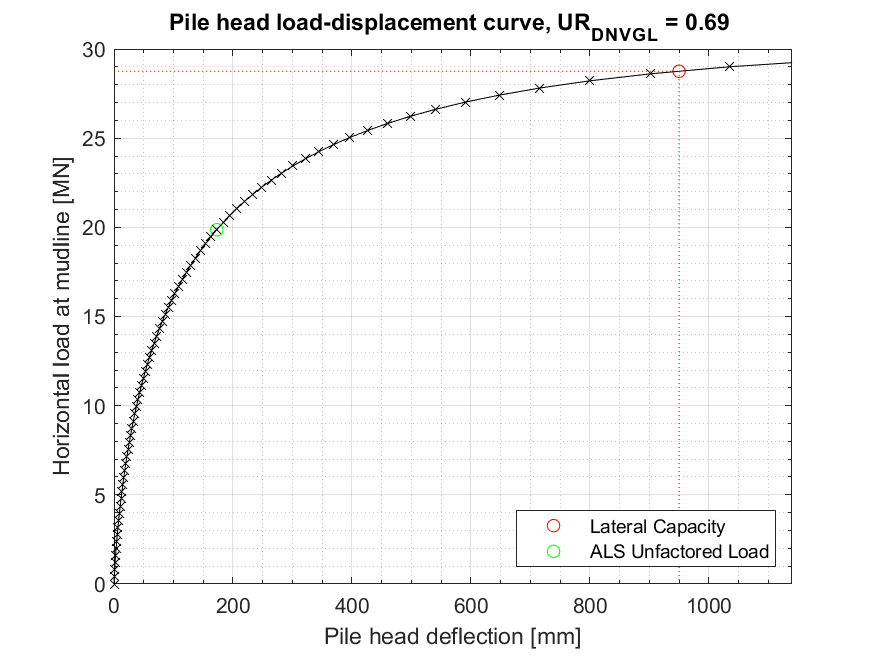 Pile head load-displacement curve, UR_DNVGL = 0.69
Horizontal load at mudline [MN]
30
25
20
15
10
5
0
Lateral Capacity
ALS Unfactored Load
0 200 400 600 800 1000
Pile head deflection [mm]